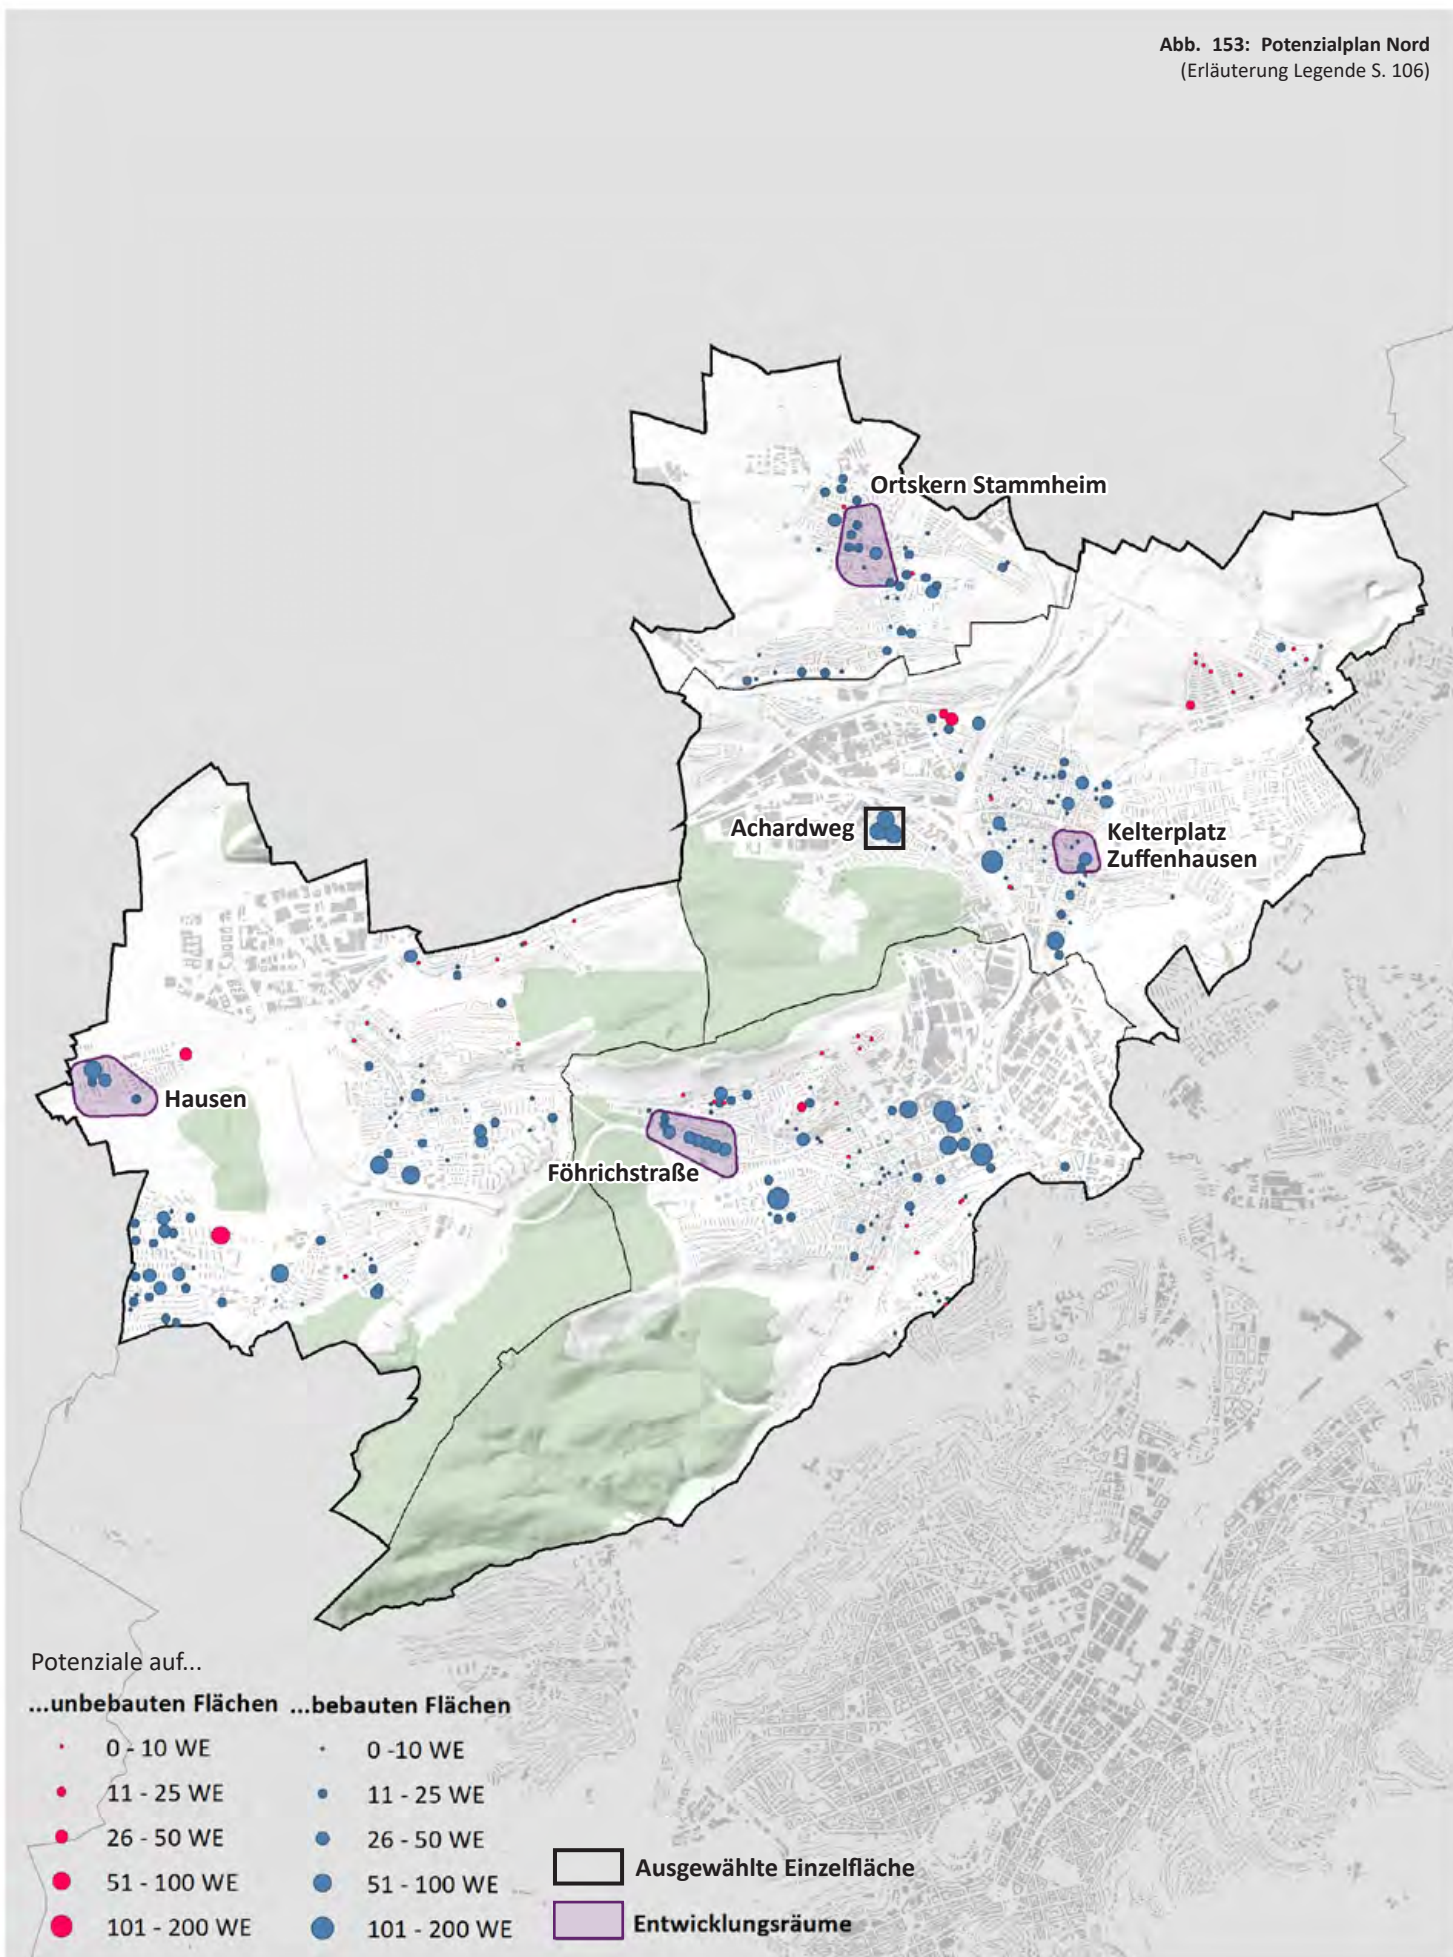 Abb. 153: Potenzialplan Nord
(Erläuterung Legende S. 106)
Ortskern Stammheim
Achardweg
Kelterplatz
Zuffenhausen
Hausen
Föhrichstraße
Potenziale auf...
...unbebauten Flächen
0 - 10 WE
11 - 25 WE
26 - 50 WE
51 - 100 WE
101 - 200 WE
...bebauten Flächen
0 -10 WE
11 - 25 WE
26 - 50 WE
51 - 100 WE
101 - 200 WE
Ausgewählte Einzelfläche
Entwicklungsräume